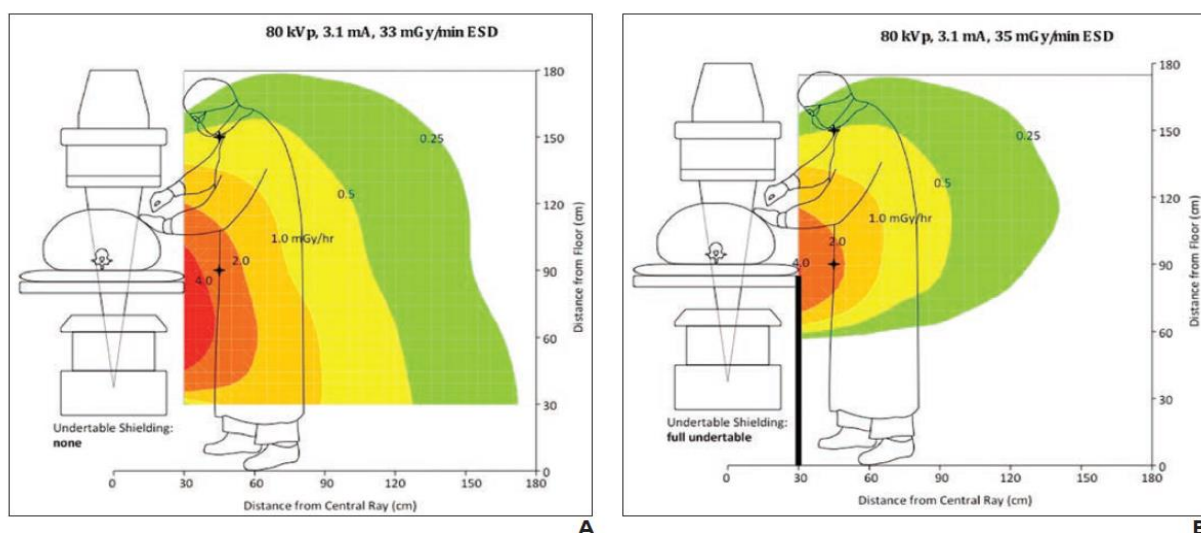 80 kVp, 3.1 mA, 33 mGy/min ESD
180
150
120
90
60
30
0
Distance from Floor (cm)
0.25
0.5
1.0 mGy/hr
2.0
4.0
Undertable Shielding:
none
0
30
60
90
120
150
180
Distance from Central Ray (cm)
A
80 kVp, 3.1 mA, 35 mGy/min ESD
180
150
120
90
60
30
0
Distance from Floor (cm)
0.25
0.5
1.0 mGy/hr
2.0
4.0
Undertable Shielding:
full undertable
0
30
60
90
120
150
180
Distance from Central Ray (cm)